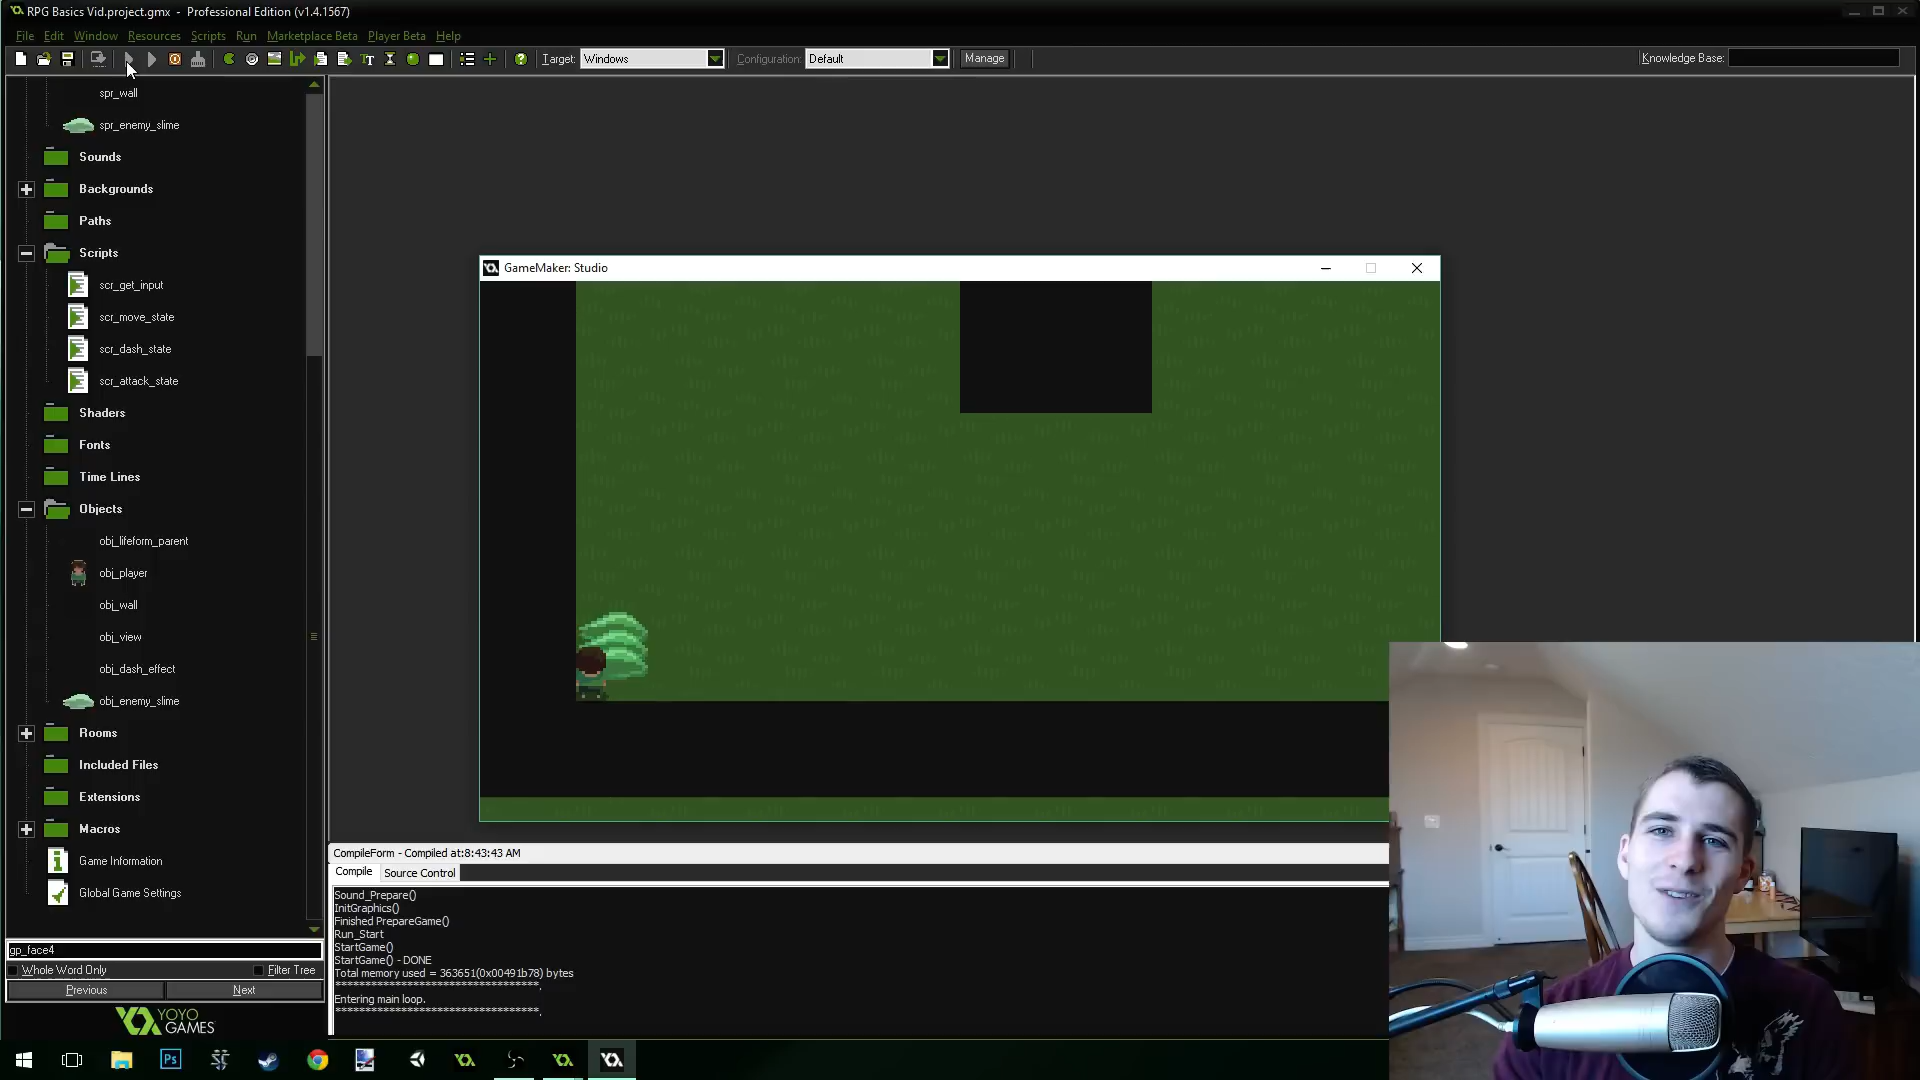 RPG Basics Vid.project.gmx - Professional Edition (v1.4.1567)
File Edit Window Resources Scripts Run Marketplace Beta Player Beta Help
Target: Windows Configuration: Default Manage Knowledge Base:
spr_wall
spr_enemy_slime
Sounds
Backgrounds
Paths
Scripts
scr_get_input
scr_move_state
scr_dash_state
scr_attack_state
Shaders
Fonts
Time Lines
Objects
obj_lifeform_parent
obj_player
obj_wall
obj_view
obj_dash_effect
obj_enemy_slime
Rooms
Included Files
Extensions
Macros
Game Information
Global Game Settings
gp_face4
Whole Word Only Filter Tree
Previous Next
YOYO
GAMES
GameMaker: Studio
CompileForm - Compiled at:8:43:43 AM
Compile Source Control
Sound_Prepare()
InitGraphics()
Finished PrepareGame()
Run_Start
StartGame()
StartGame() - DONE
Total memory used = 363651(0x00491b78) bytes
**********************************.
Entering main loop.
**********************************.
Ps